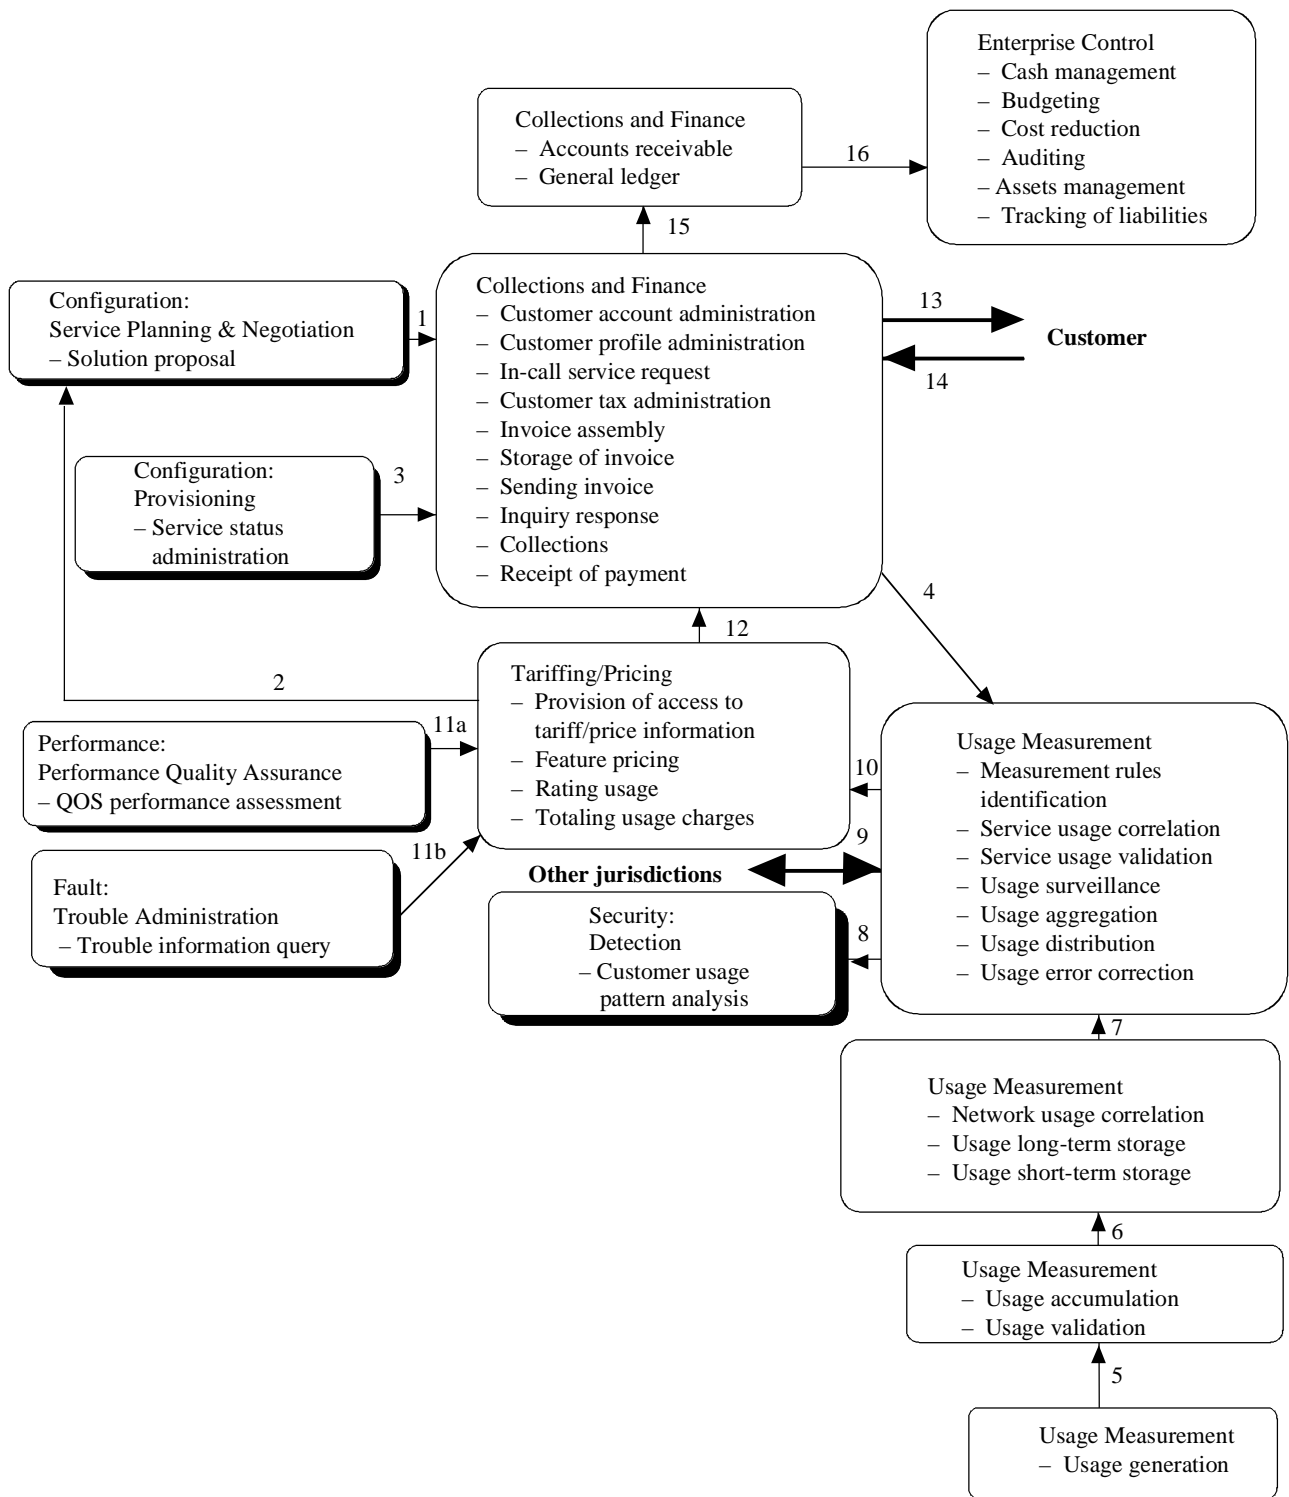 Enterprise Control
– Cash management
– Budgeting
– Cost reduction
– Auditing
– Assets management
– Tracking of liabilities
Collections and Finance
– Accounts receivable
– General ledger
16
15
Configuration:
Service Planning & Negotiation
– Solution proposal
1
Collections and Finance
– Customer account administration
– Customer profile administration
– In-call service request
– Customer tax administration
– Invoice assembly
– Storage of invoice
– Sending invoice
– Inquiry response
– Collections
– Receipt of payment
13
Customer
14
Configuration:
Provisioning
– Service status
administration
3
4
12
2
Tariffing/Pricing
– Provision of access to
tariff/price information
– Feature pricing
– Rating usage
– Totaling usage charges
11a
Performance:
Performance Quality Assurance
– QOS performance assessment
11b
Fault:
Trouble Administration
– Trouble information query
10
9
Other jurisdictions
8
Security:
Detection
– Customer usage
pattern analysis
Usage Measurement
– Measurement rules
identification
– Service usage correlation
– Service usage validation
– Usage surveillance
– Usage aggregation
– Usage distribution
– Usage error correction
7
Usage Measurement
– Network usage correlation
– Usage long-term storage
– Usage short-term storage
6
Usage Measurement
– Usage accumulation
– Usage validation
5
Usage Measurement
– Usage generation